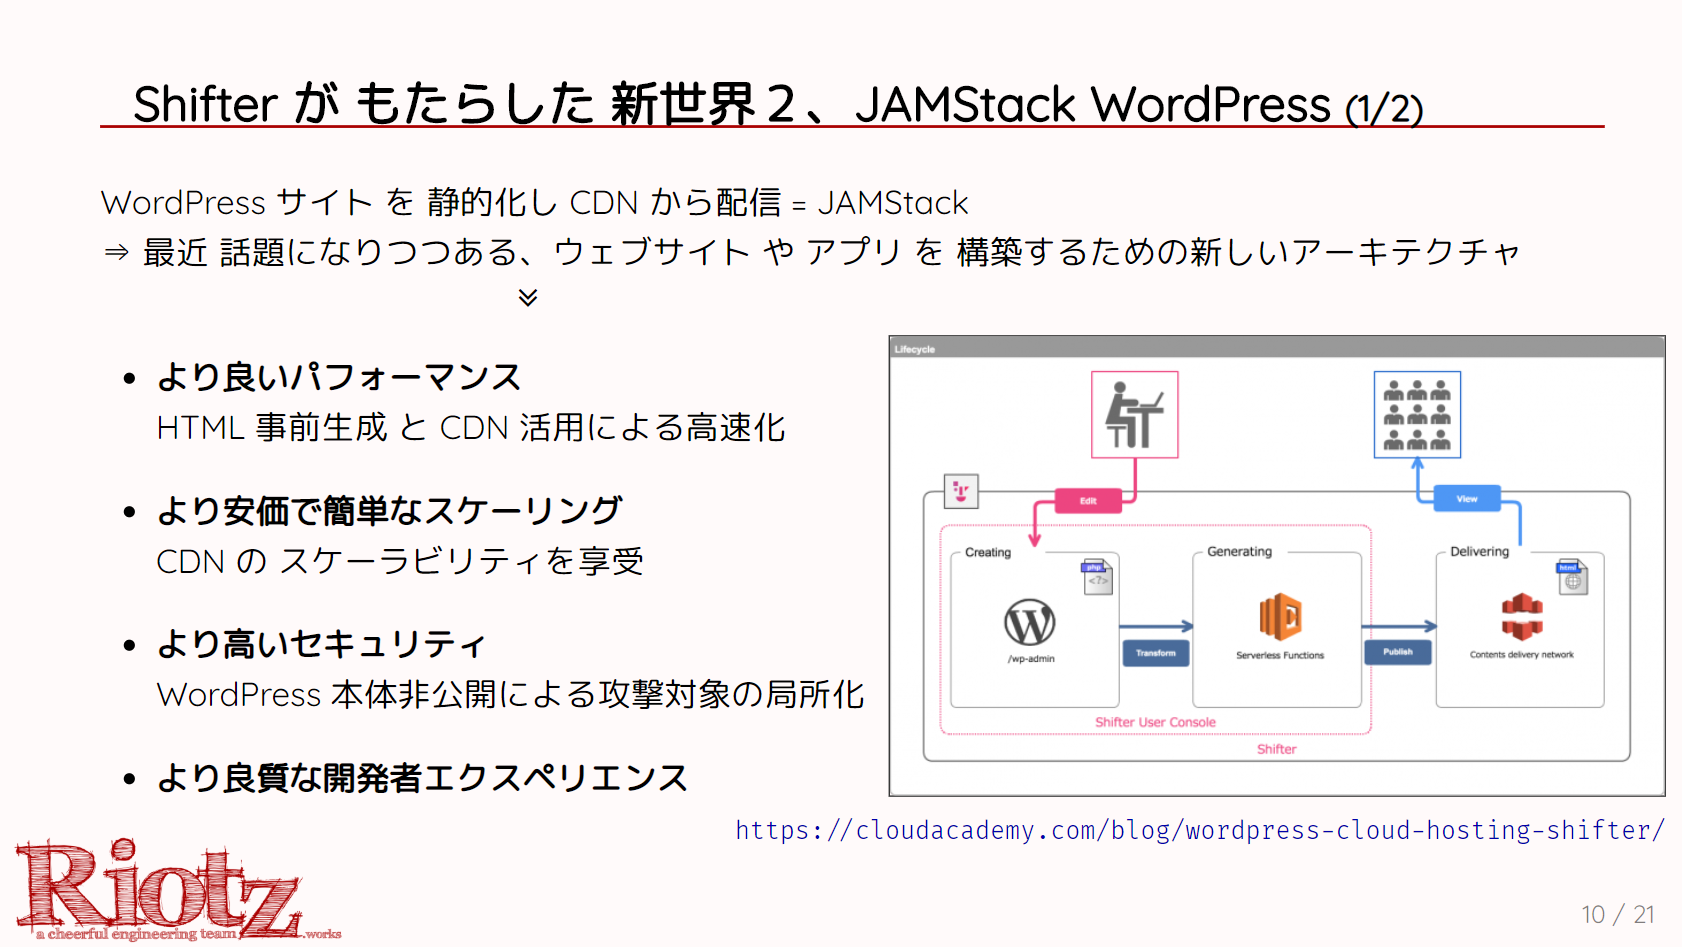 Shifter が もたらした 新世界２、JAMStack WordPress (1/2)
WordPress サイト を 静的化し CDN から配信 = JAMStack
⇒ 最近 話題になりつつある、ウェブサイト や アプリ を 構築するための新しいアーキテクチャ
• より良いパフォーマンス
HTML 事前生成 と CDN 活用による高速化
• より安価で簡単なスケーリング
CDN の スケーラビリティを享受
• より高いセキュリティ
WordPress 本体非公開による攻撃対象の局所化
• より良質な開発者エクスペリエンス
Lifecycle
Edit
View
Creating
php
<?>
/wp-admin
Transform
Generating
Serverless Functions
Publish
Delivering
html
Contents delivery network
Shifter User Console
Shifter
https://cloudacademy.com/blog/wordpress-cloud-hosting-shifter/
Riotz
a cheerful engineering team .works
10 / 21